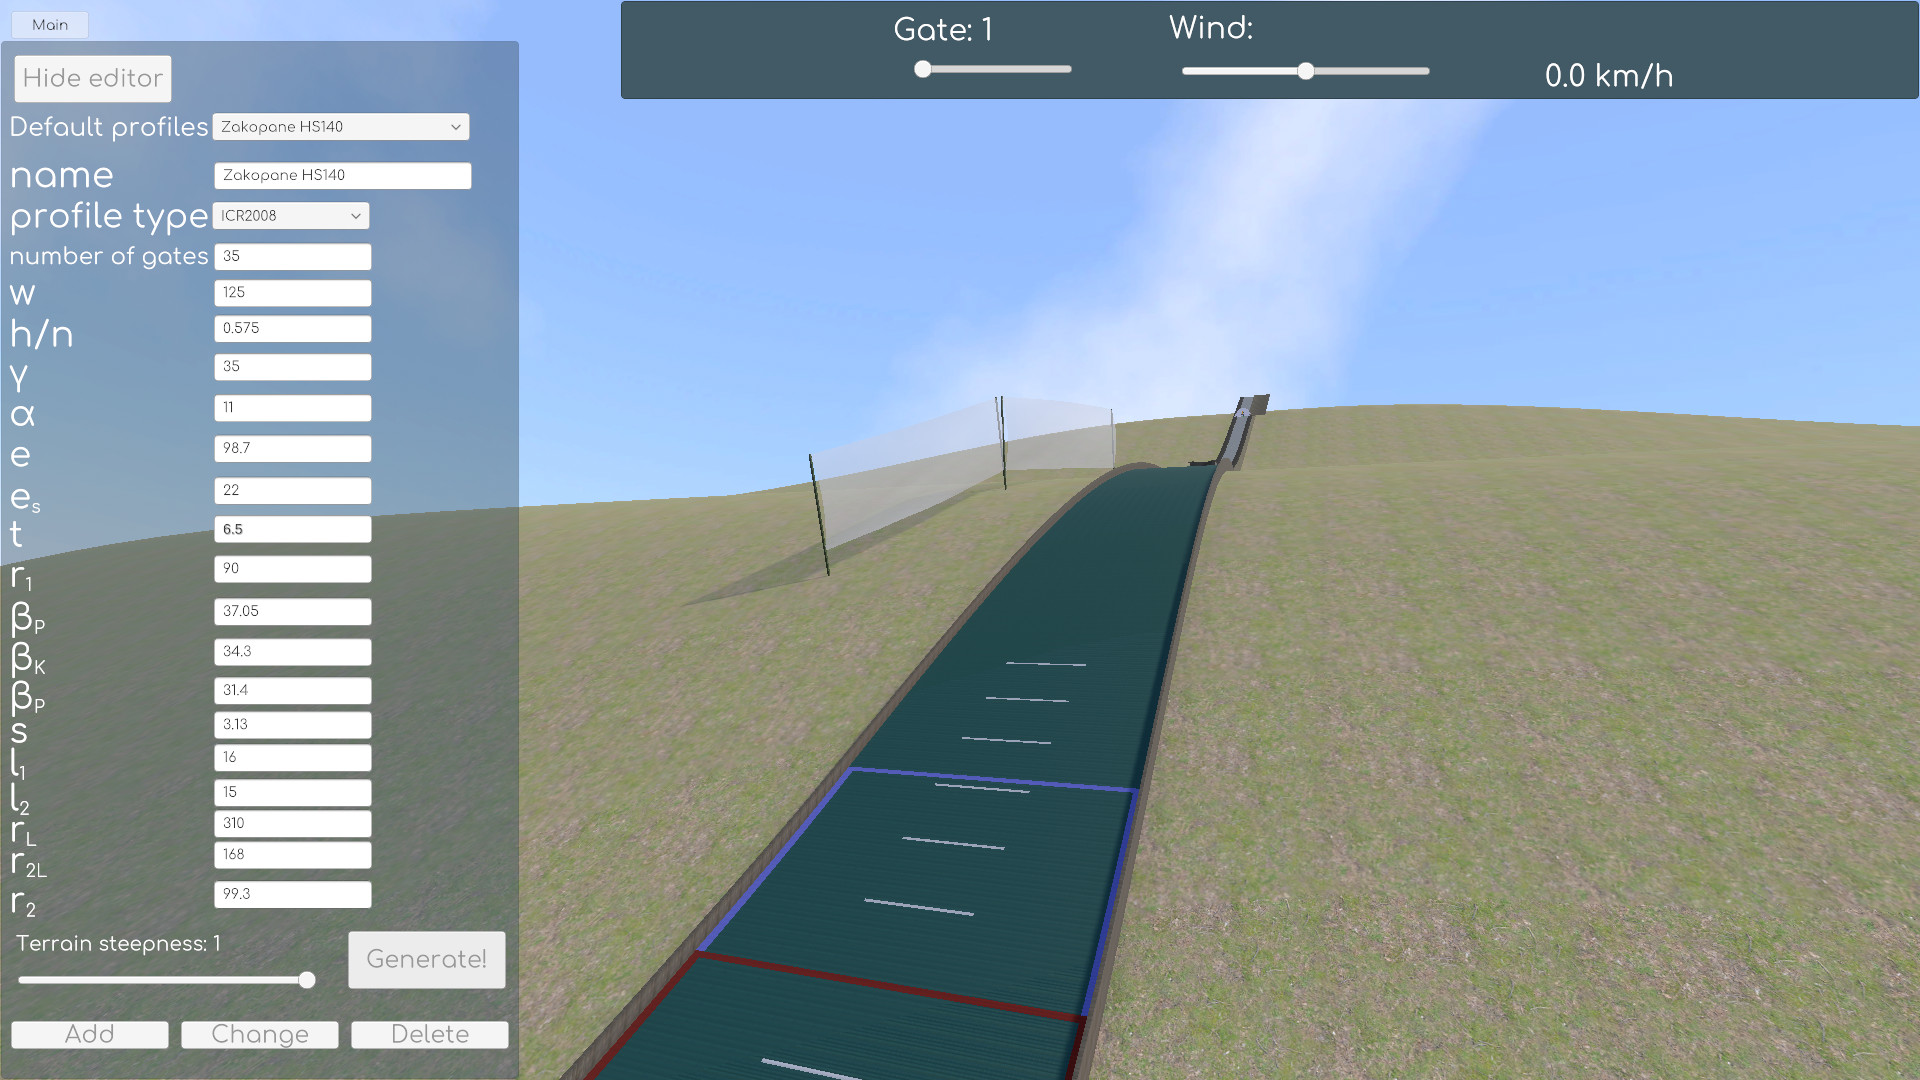 Main
Gate: 1
Wind:
0.0 km/h
Hide editor
Default profiles Zakopane HS140
name Zakopane HS140
profile type ICR2008
number of gates 35
w 125
h/n 0.575
γ 35
α 11
e 98.7
eₛ 22
t 6.5
r₁ 90
βP 37.05
βK 34.3
βP 31.4
s 3.13
l₁ 16
l₂ 15
rL 310
r2L 168
r₂ 99.3
Terrain steepness: 1
Generate!
Add Change Delete